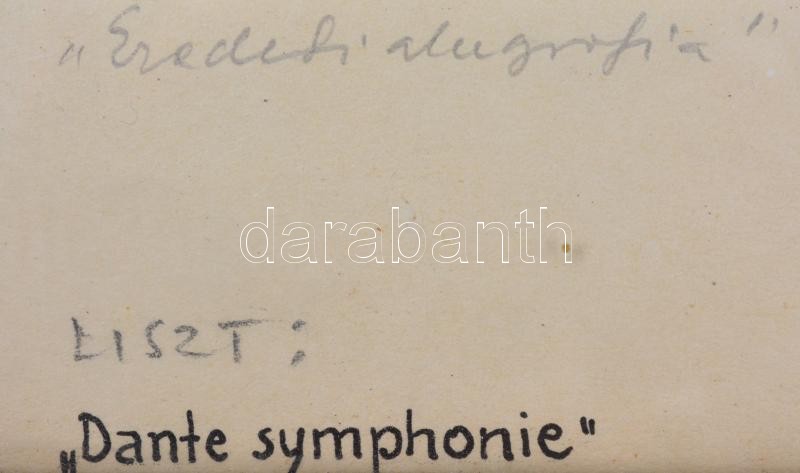 „Eredeti alugrafia”
darabanth
LISZT:
„Dante symphonie"